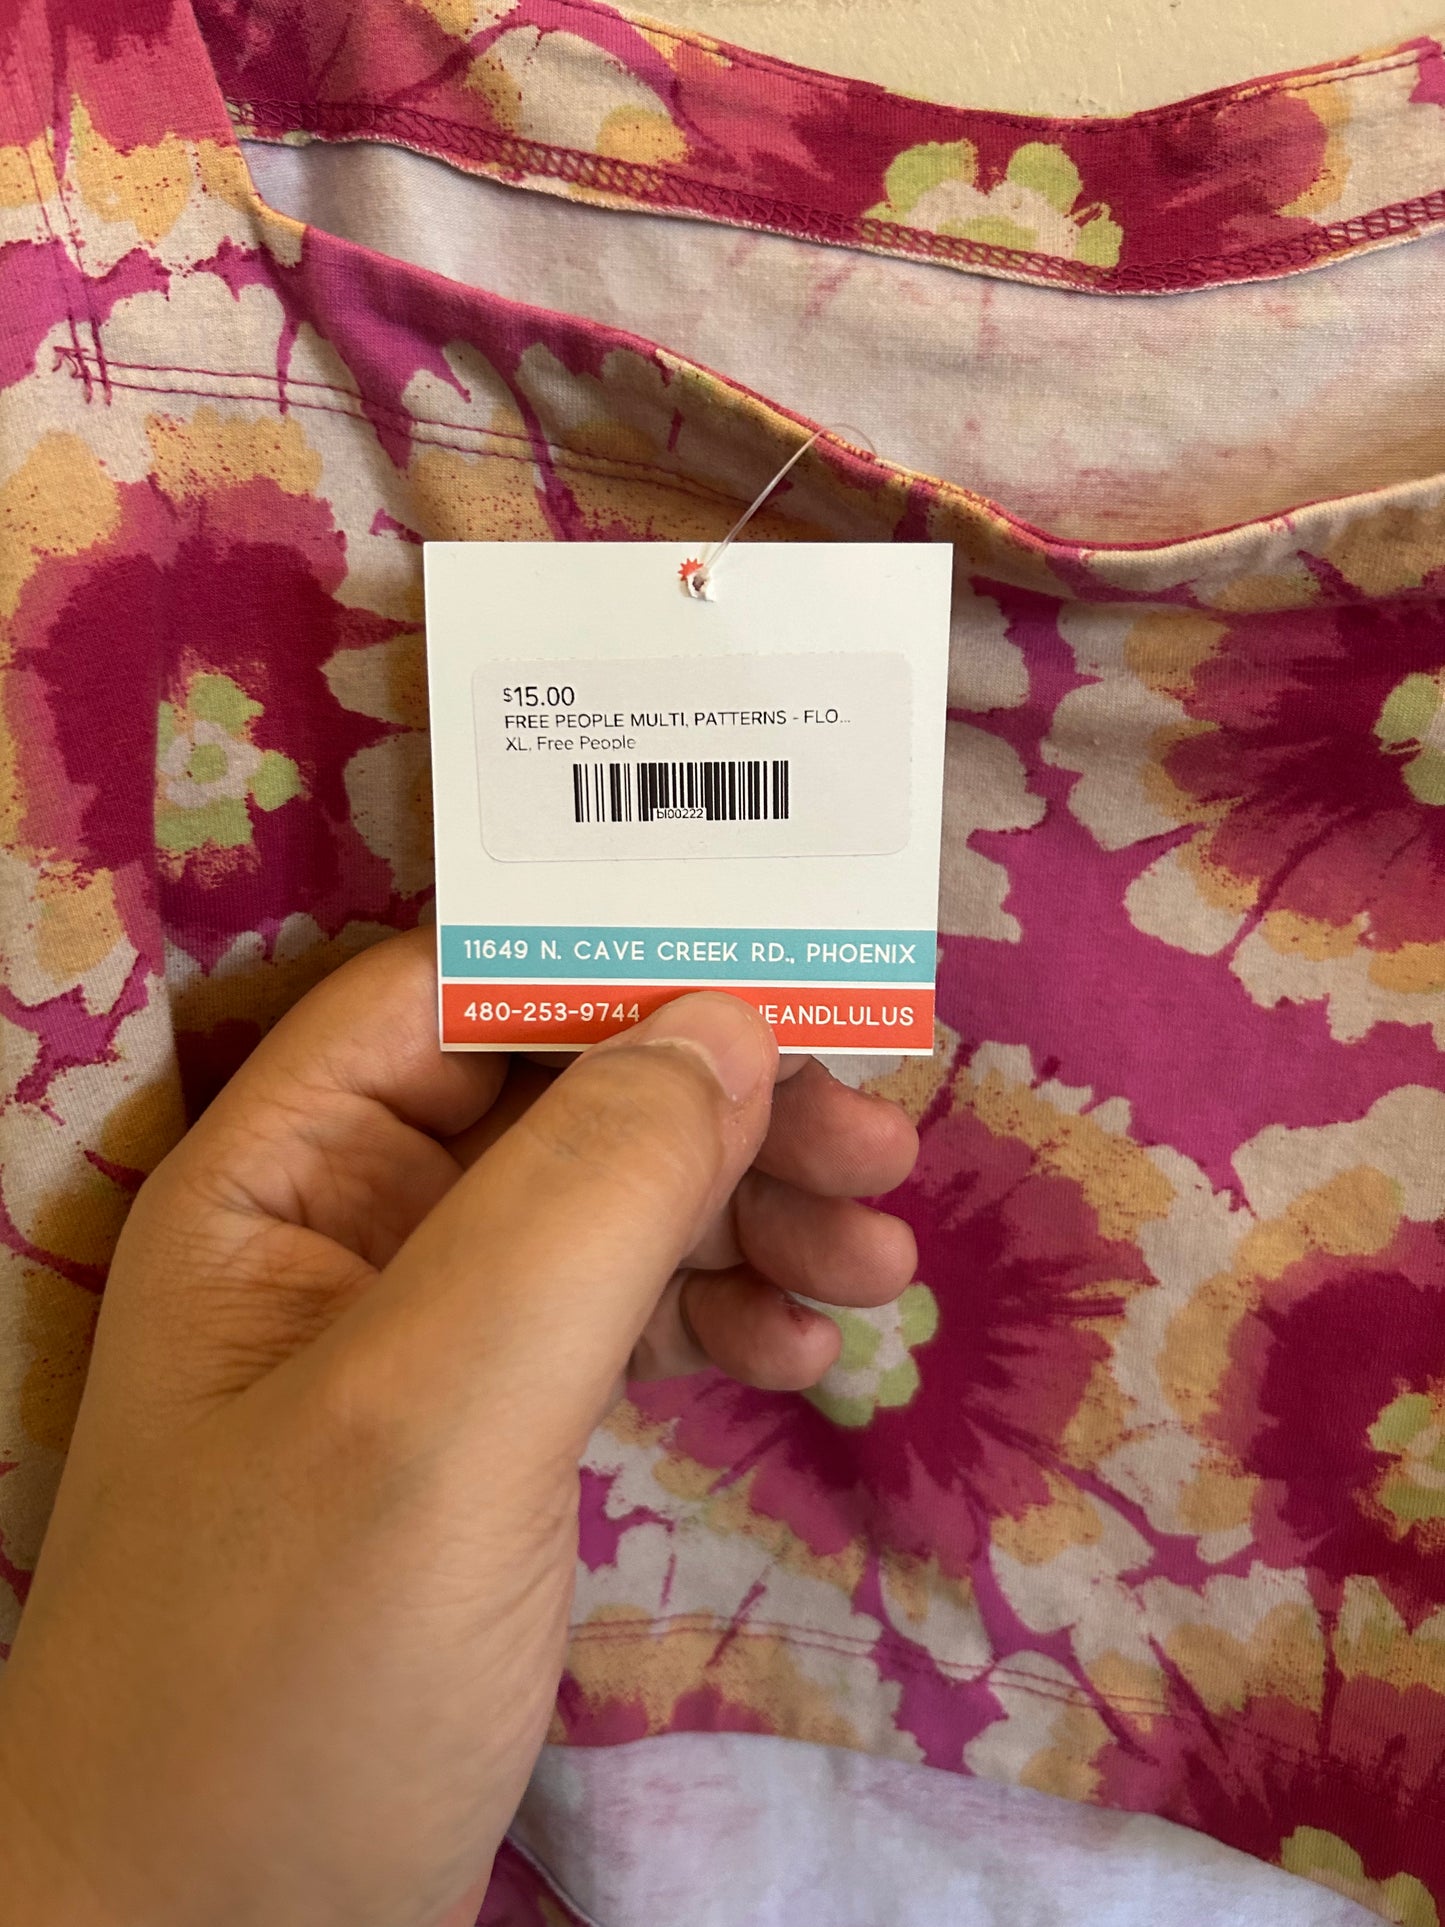 $15.00
FREE PEOPLE MULTI, PATTERNS - FLO...
XL, Free People
bl00222
11649 N. CAVE CREEK RD., PHOENIX
480-253-9744